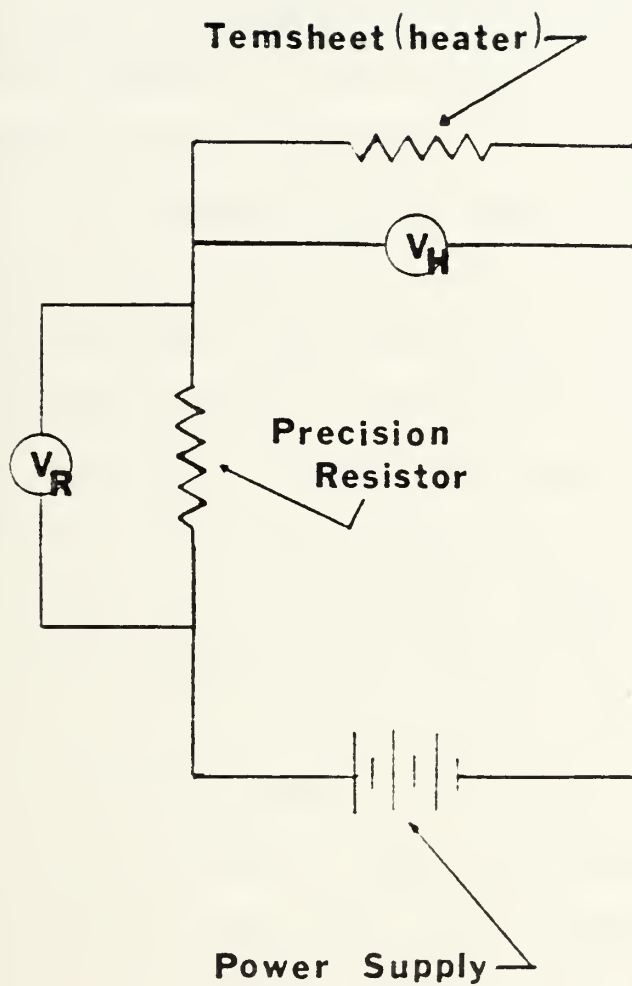 Temsheet (heater)
VH
VR
Precision
Resistor
Power Supply